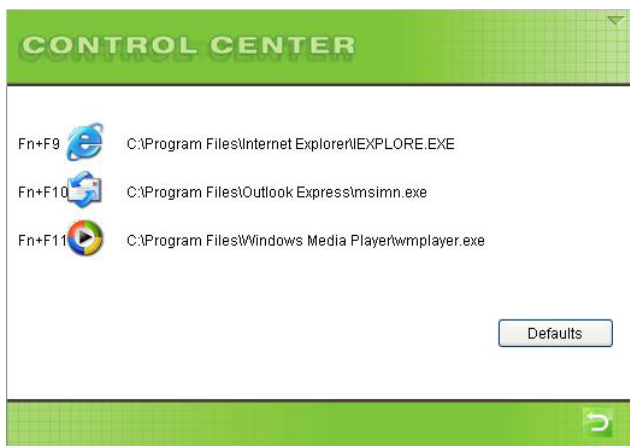 CONTROL CENTER
Fn+F9 C:\Program Files\Internet Explorer\IEXPLORE.EXE
Fn+F10 C:\Program Files\Outlook Express\msimn.exe
Fn+F11 C:\Program Files\Windows Media Player\wmplayer.exe
Defaults